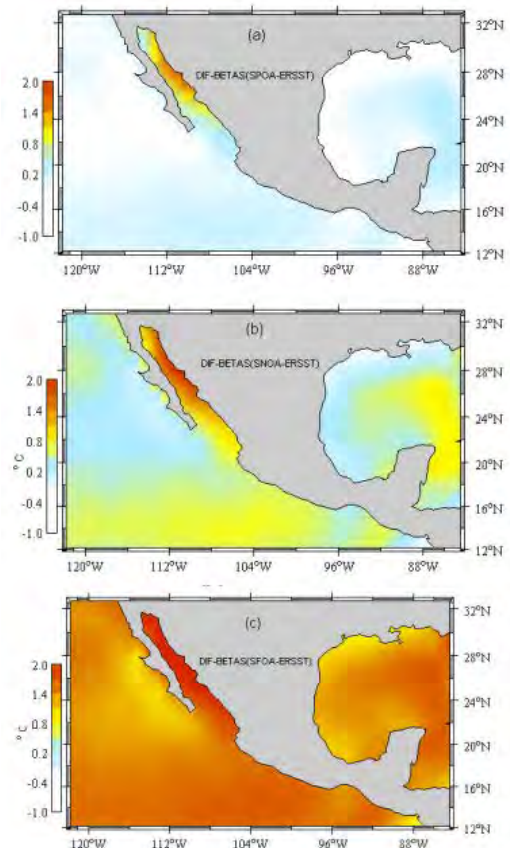 (a)
32°N
DIF-BETAS(SPOA-ERSST)
28°N
2.0
1.4
24°N
0.8
0.2
20°N
-0.4
16°N
-1.0
12°N
120°W 112°W 104°W 96°W 88°W
(b)
32°N
DIF-BETAS(SNOA-ERSST)
28°N
2.0
1.4
24°N
0.8
0.2
20°N
° C
-0.4
16°N
-1.0
12°N
120°W 112°W 104°W 96°W 88°W
(c)
32°N
DIF-BETAS(SFOA-ERSST)
28°N
2.0
1.4
24°N
0.8
0.2
20°N
° C
-0.4
16°N
-1.0
12°N
120°W 112°W 104°W 96°W 88°W